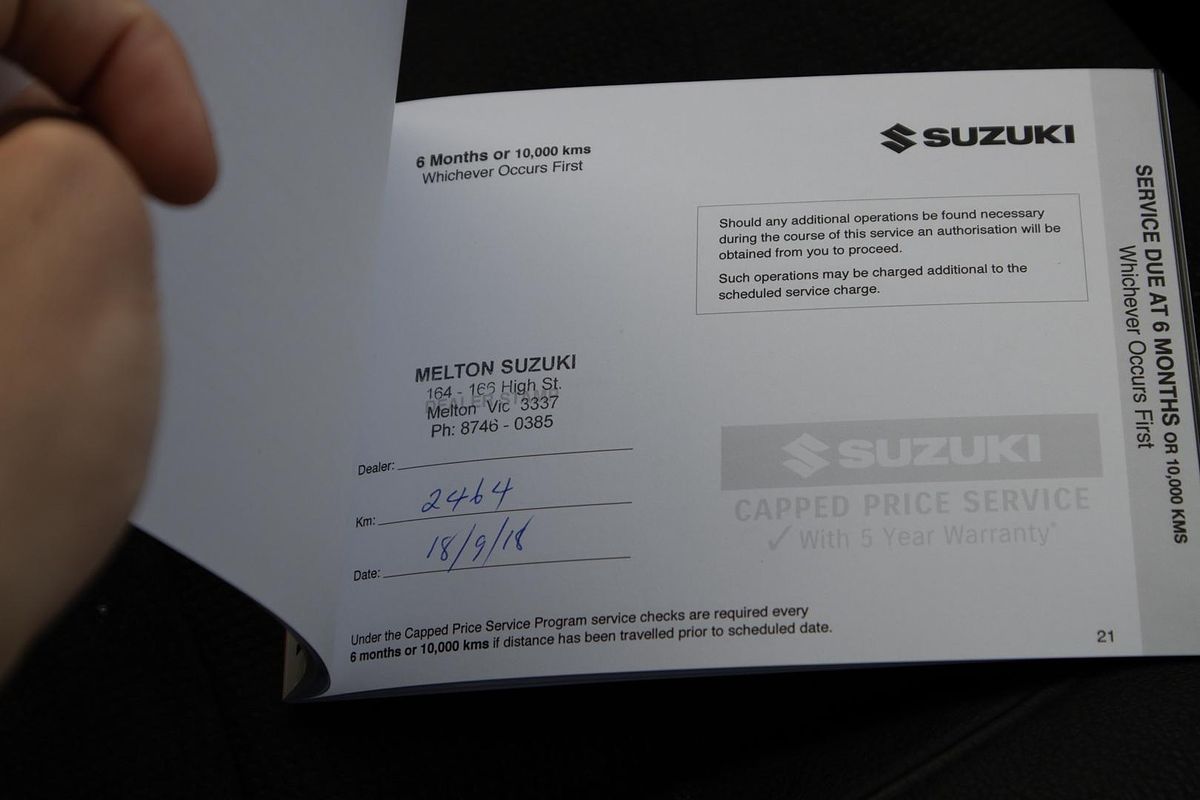 6 Months or 10,000 kms
Whichever Occurs First
SUZUKI
Should any additional operations be found necessary
during the course of this service an authorisation will be
obtained from you to proceed.
Such operations may be charged additional to the
scheduled service charge.
MELTON SUZUKI
164 - 166 High St.
DEALER STAMP
Melton Vic 3337
Ph: 8746 - 0385
Dealer:
Km: 2464
Date: 18/9/18
SUZUKI
CAPPED PRICE SERVICE
✓ With 5 Year Warranty*
Under the Capped Price Service Program service checks are required every
6 months or 10,000 kms if distance has been travelled prior to scheduled date.
21
SERVICE DUE AT 6 MONTHS OR 10,000 KMS
Whichever Occurs First